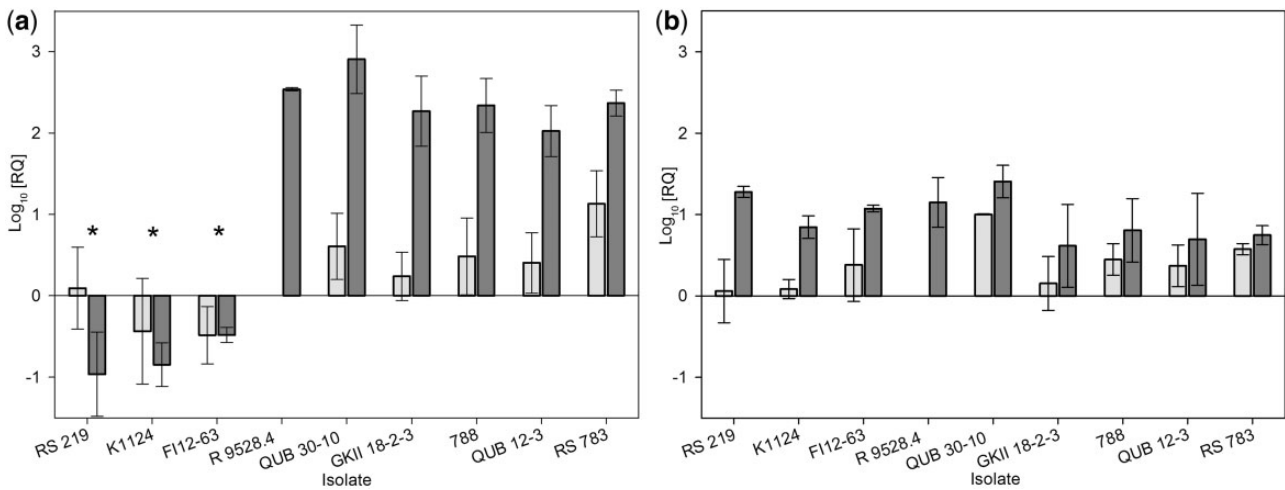 (a)
Log10 [RQ]
3
2
1
0
-1
* * *
RS 219 K1124 FI12-63 R 9528.4 QUB 30-10 GKII 18-2-3 788 QUB 12-3 RS 783
Isolate
(b)
Log10 [RQ]
3
2
1
0
-1
RS 219 K1124 FI12-63 R 9528.4 QUB 30-10 GKII 18-2-3 788 QUB 12-3 RS 783
Isolate